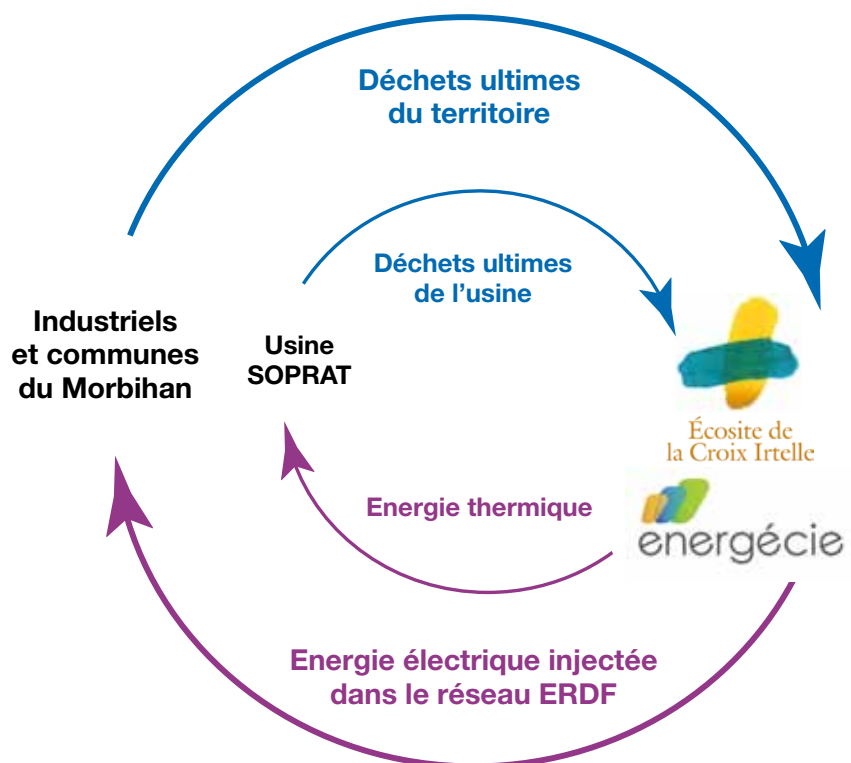 Déchets ultimes
du territoire
Déchets ultimes
de l'usine
Industriels
et communes
du Morbihan
Usine
SOPRAT
Écosite de
la Croix Irtelle
energécie
Energie thermique
Energie électrique injectée
dans le réseau ERDF